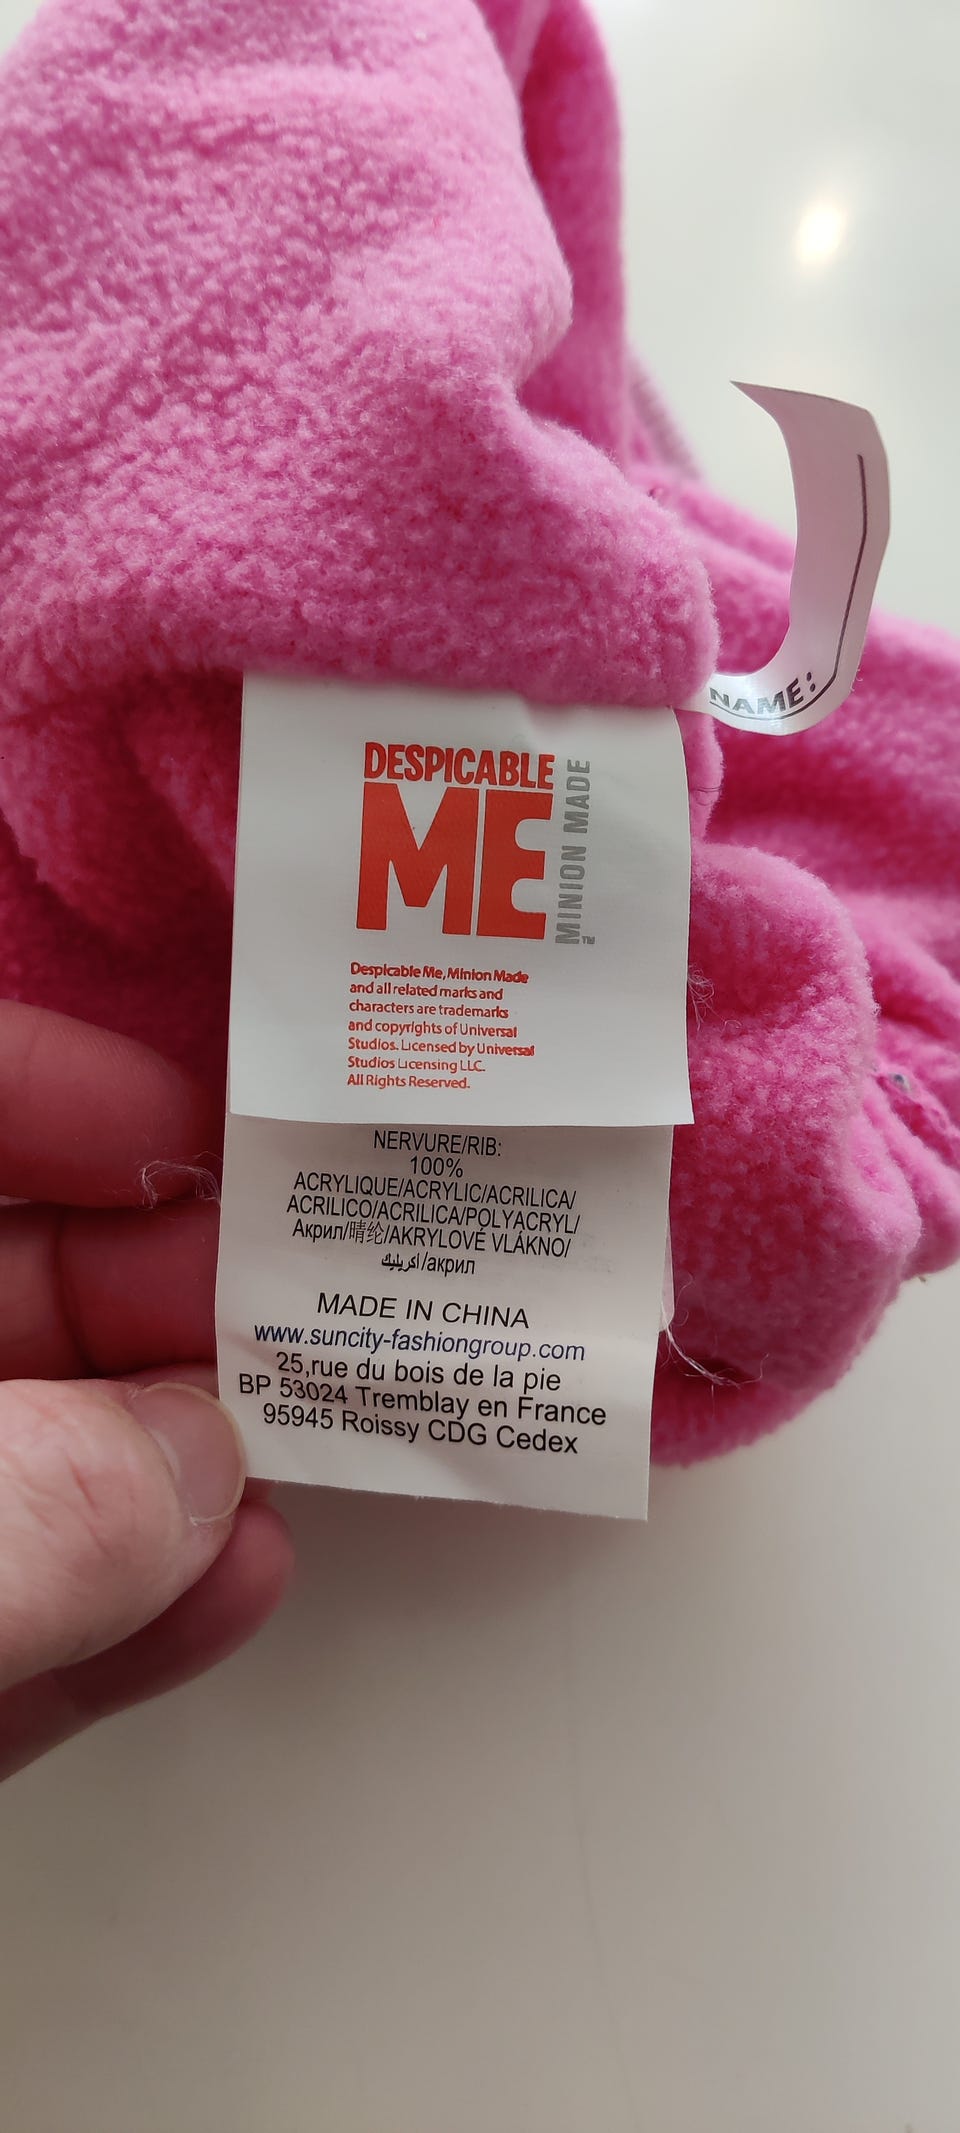 NAME:
DESPICABLE
ME
MINION MADE
TM
Despicable Me, Minion Made
and all related marks and
characters are trademarks
and copyrights of Universal
Studios. Licensed by Universal
Studios Licensing LLC.
All Rights Reserved.
NERVURE/RIB:
100%
ACRYLIQUE/ACRYLIC/ACRILICA/
ACRILICO/ACRILICA/POLYACRYL/
Акрил/晴纶/AKRYLOVÉ VLÁKNO/
اكريليك/акрил
MADE IN CHINA
www.suncity-fashiongroup.com
25,rue du bois de la pie
BP 53024 Tremblay en France
95945 Roissy CDG Cedex